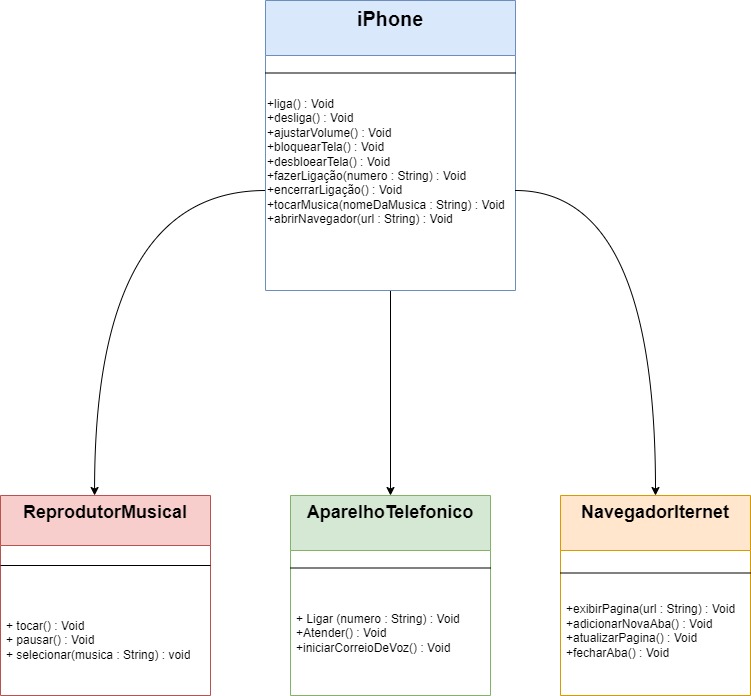 iPhone
+liga() : Void
+desliga() : Void
+ajustarVolume() : Void
+bloquearTela() : Void
+desbloearTela() : Void
+fazerLigação(numero : String) : Void
+encerrarLigação() : Void
+tocarMusica(nomeDaMusica : String) : Void
+abrirNavegador(url : String) : Void
ReprodutorMusical
+ tocar() : Void
+ pausar() : Void
+ selecionar(musica : String) : void
AparelhoTelefonico
+ Ligar (numero : String) : Void
+Atender() : Void
+iniciarCorreioDeVoz() : Void
NavegadorIternet
+exibirPagina(url : String) : Void
+adicionarNovaAba() : Void
+atualizarPagina() : Void
+fecharAba() : Void